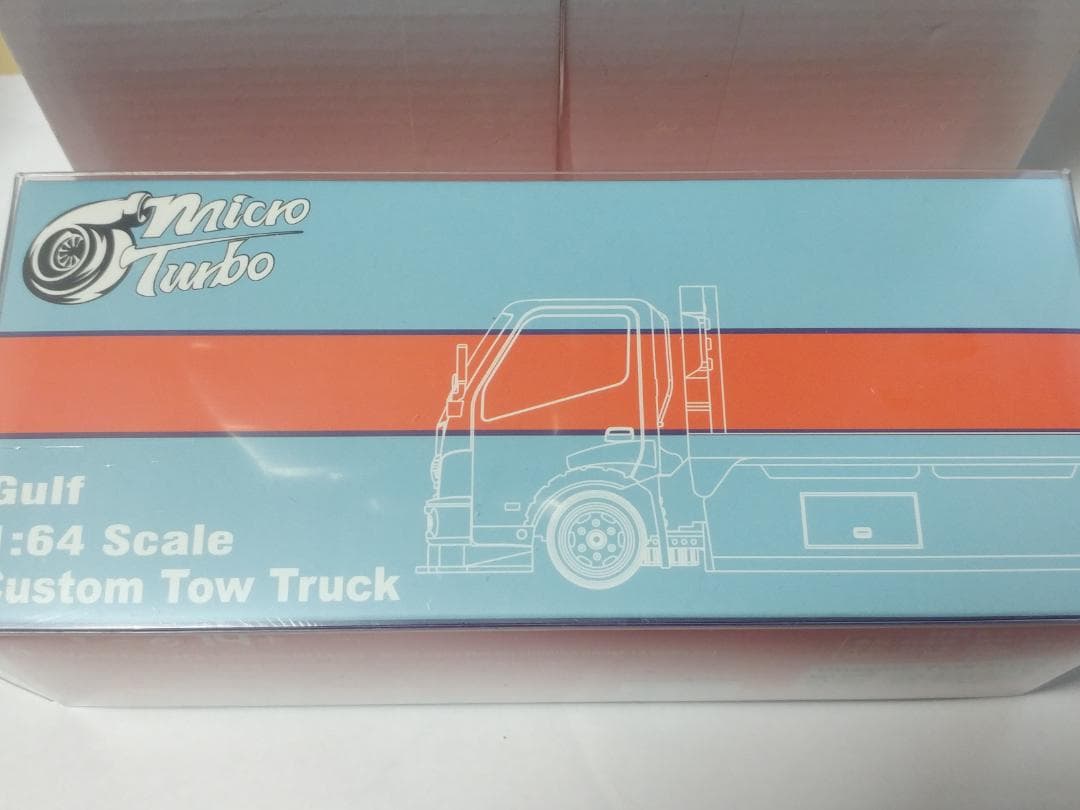 Micro
Turbo
Gulf
1:64 Scale
Custom Tow Truck